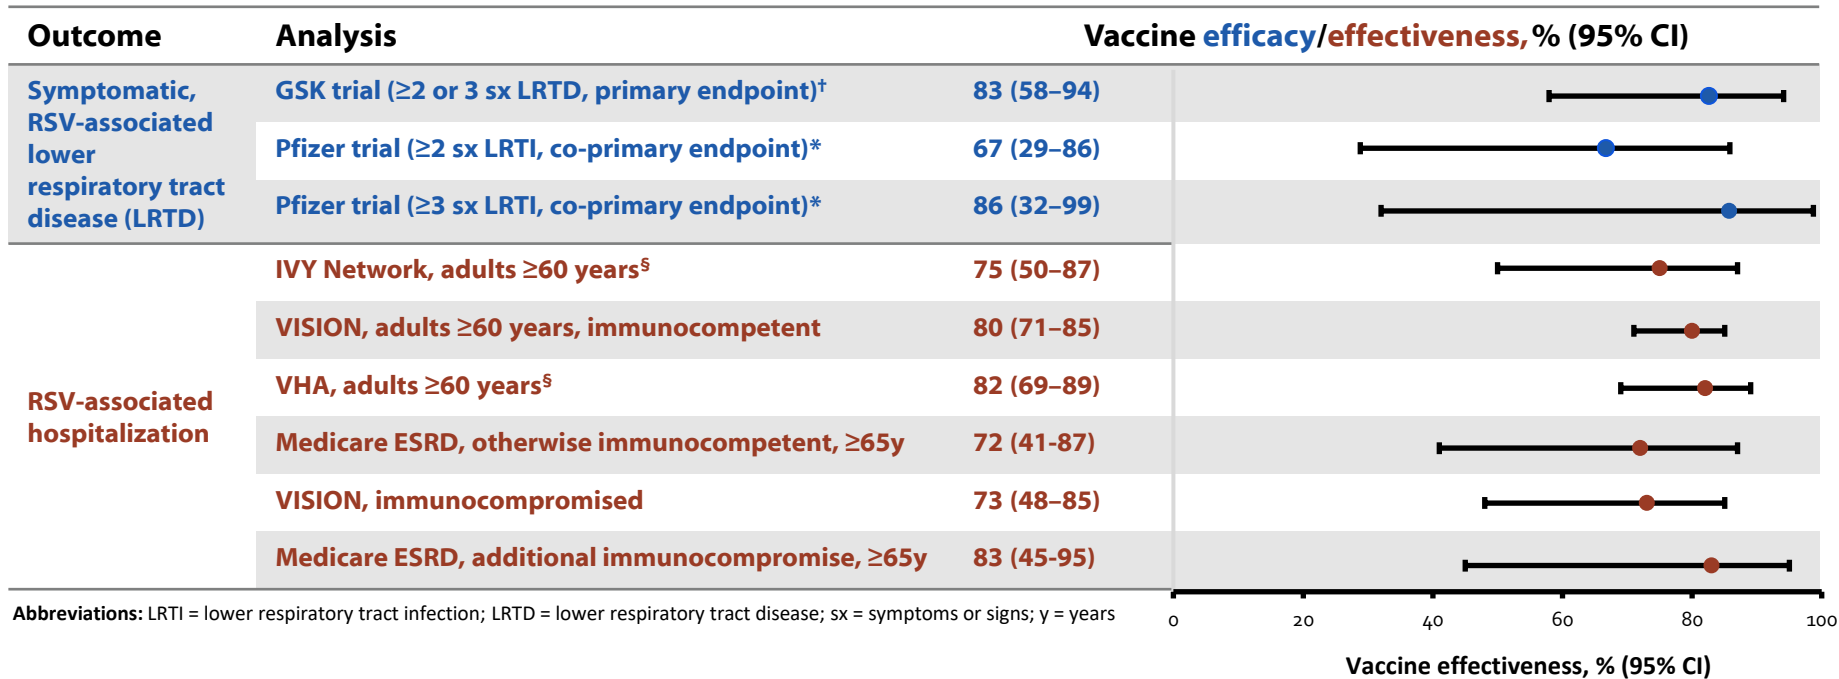 Outcome Analysis Vaccine efficacy/effectiveness, % (95% CI)
Symptomatic,
RSV-associated
lower
respiratory tract
disease (LRTD)
GSK trial (≥2 or 3 sx LRTD, primary endpoint)† 83 (58–94)
Pfizer trial (≥2 sx LRTI, co-primary endpoint)* 67 (29–86)
Pfizer trial (≥3 sx LRTI, co-primary endpoint)* 86 (32–99)
RSV-associated
hospitalization
IVY Network, adults ≥60 years§ 75 (50–87)
VISION, adults ≥60 years, immunocompetent 80 (71–85)
VHA, adults ≥60 years§ 82 (69–89)
Medicare ESRD, otherwise immunocompetent, ≥65y 72 (41-87)
VISION, immunocompromised 73 (48–85)
Medicare ESRD, additional immunocompromise, ≥65y 83 (45-95)
Abbreviations: LRTI = lower respiratory tract infection; LRTD = lower respiratory tract disease; sx = symptoms or signs; y = years
0 20 40 60 80 100
Vaccine effectiveness, % (95% CI)